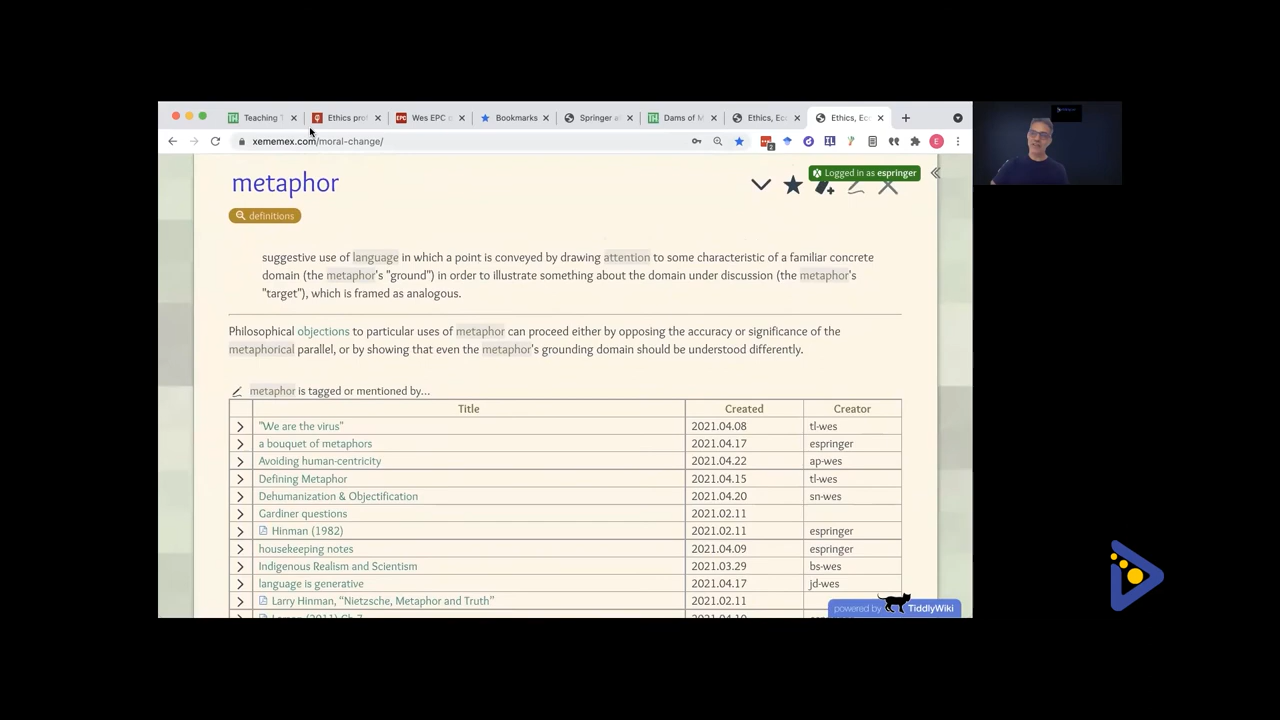 Teaching T
Ethics pro
Wes EPC
Bookmarks
Springer a
Dams of M
Ethics, Ec
Ethics, Ec
xememex.com/moral-change/
metaphor
Logged in as espringer
definitions
suggestive use of language in which a point is conveyed by drawing attention to some characteristic of a familiar concrete
domain (the metaphor's "ground") in order to illustrate something about the domain under discussion (the metaphor's
"target"), which is framed as analogous.
Philosophical objections to particular uses of metaphor can proceed either by opposing the accuracy or significance of the
metaphorical parallel, or by showing that even the metaphor's grounding domain should be understood differently.
metaphor is tagged or mentioned by...
Title Created Creator
"We are the virus" 2021.04.08 tl-wes
a bouquet of metaphors 2021.04.17 espringer
Avoiding human-centricity 2021.04.22 ap-wes
Defining Metaphor 2021.04.15 tl-wes
Dehumanization & Objectification 2021.04.20 sn-wes
Gardiner questions 2021.02.11
Hinman (1982) 2021.02.11 espringer
housekeeping notes 2021.04.09 espringer
Indigenous Realism and Scientism 2021.03.29 bs-wes
language is generative 2021.04.17 jd-wes
Larry Hinman, "Nietzsche, Metaphor and Truth" 2021.02.11
powered by TiddlyWiki